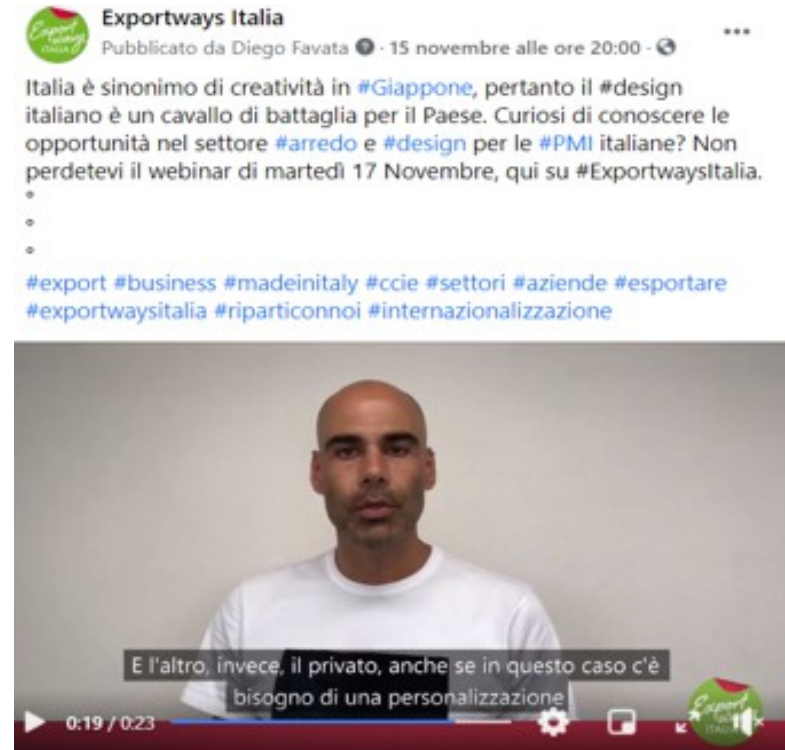 Exportways Italia
Pubblicato da Diego Favata · 15 novembre alle ore 20:00 ·
Italia è sinonimo di creatività in #Giappone, pertanto il #design
italiano è un cavallo di battaglia per il Paese. Curiosi di conoscere le
opportunità nel settore #arredo e #design per le #PMI italiane? Non
perdetevi il webinar di martedì 17 Novembre, qui su #ExportwaysItalia.
°
°
°
#export #business #madeinitaly #ccie #settori #aziende #esportare
#exportwaysitalia #riparticonnoi #internazionalizzazione
E l'altro, invece, il privato, anche se in questo caso c'è
bisogno di una personalizzazione
0:19 / 0:23